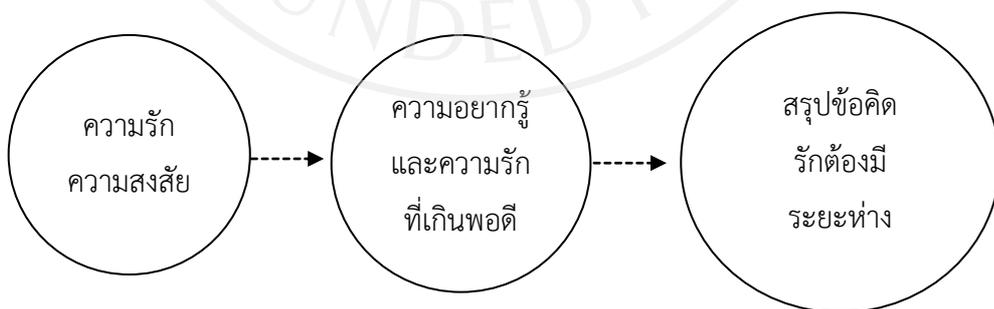 NDED
ความรัก
ความสงสัย
ความอยากรู้
และความรัก
ที่เกินพอดี
สรุปข้อคิด
รักต้องมี
ระยะห่าง